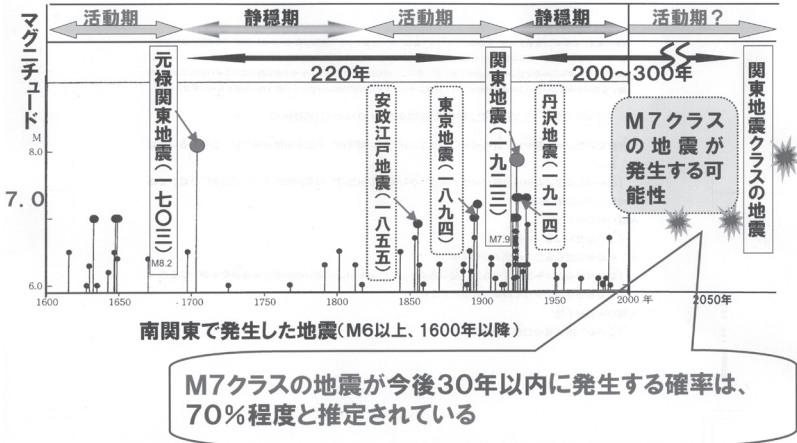 活動期 静穏期 活動期 静穏期 活動期?
マグニチュード
M
8.0
7.0
6.0
220年
200～300年
元禄関東地震(一七〇三)
M8.2
安政江戸地震(一八五五)
東京地震(一八九四)
関東地震(一九二三)
M7.9
丹沢地震(一九二四)
M7クラス
の地震が
発生する可
能性
関東地震クラスの地震
1600 1650 1700 1750 1800 1850 1900 1950 2000 年 2050年
南関東で発生した地震(M6以上、1600年以降)
M7クラスの地震が今後30年以内に発生する確率は、
70%程度と推定されている